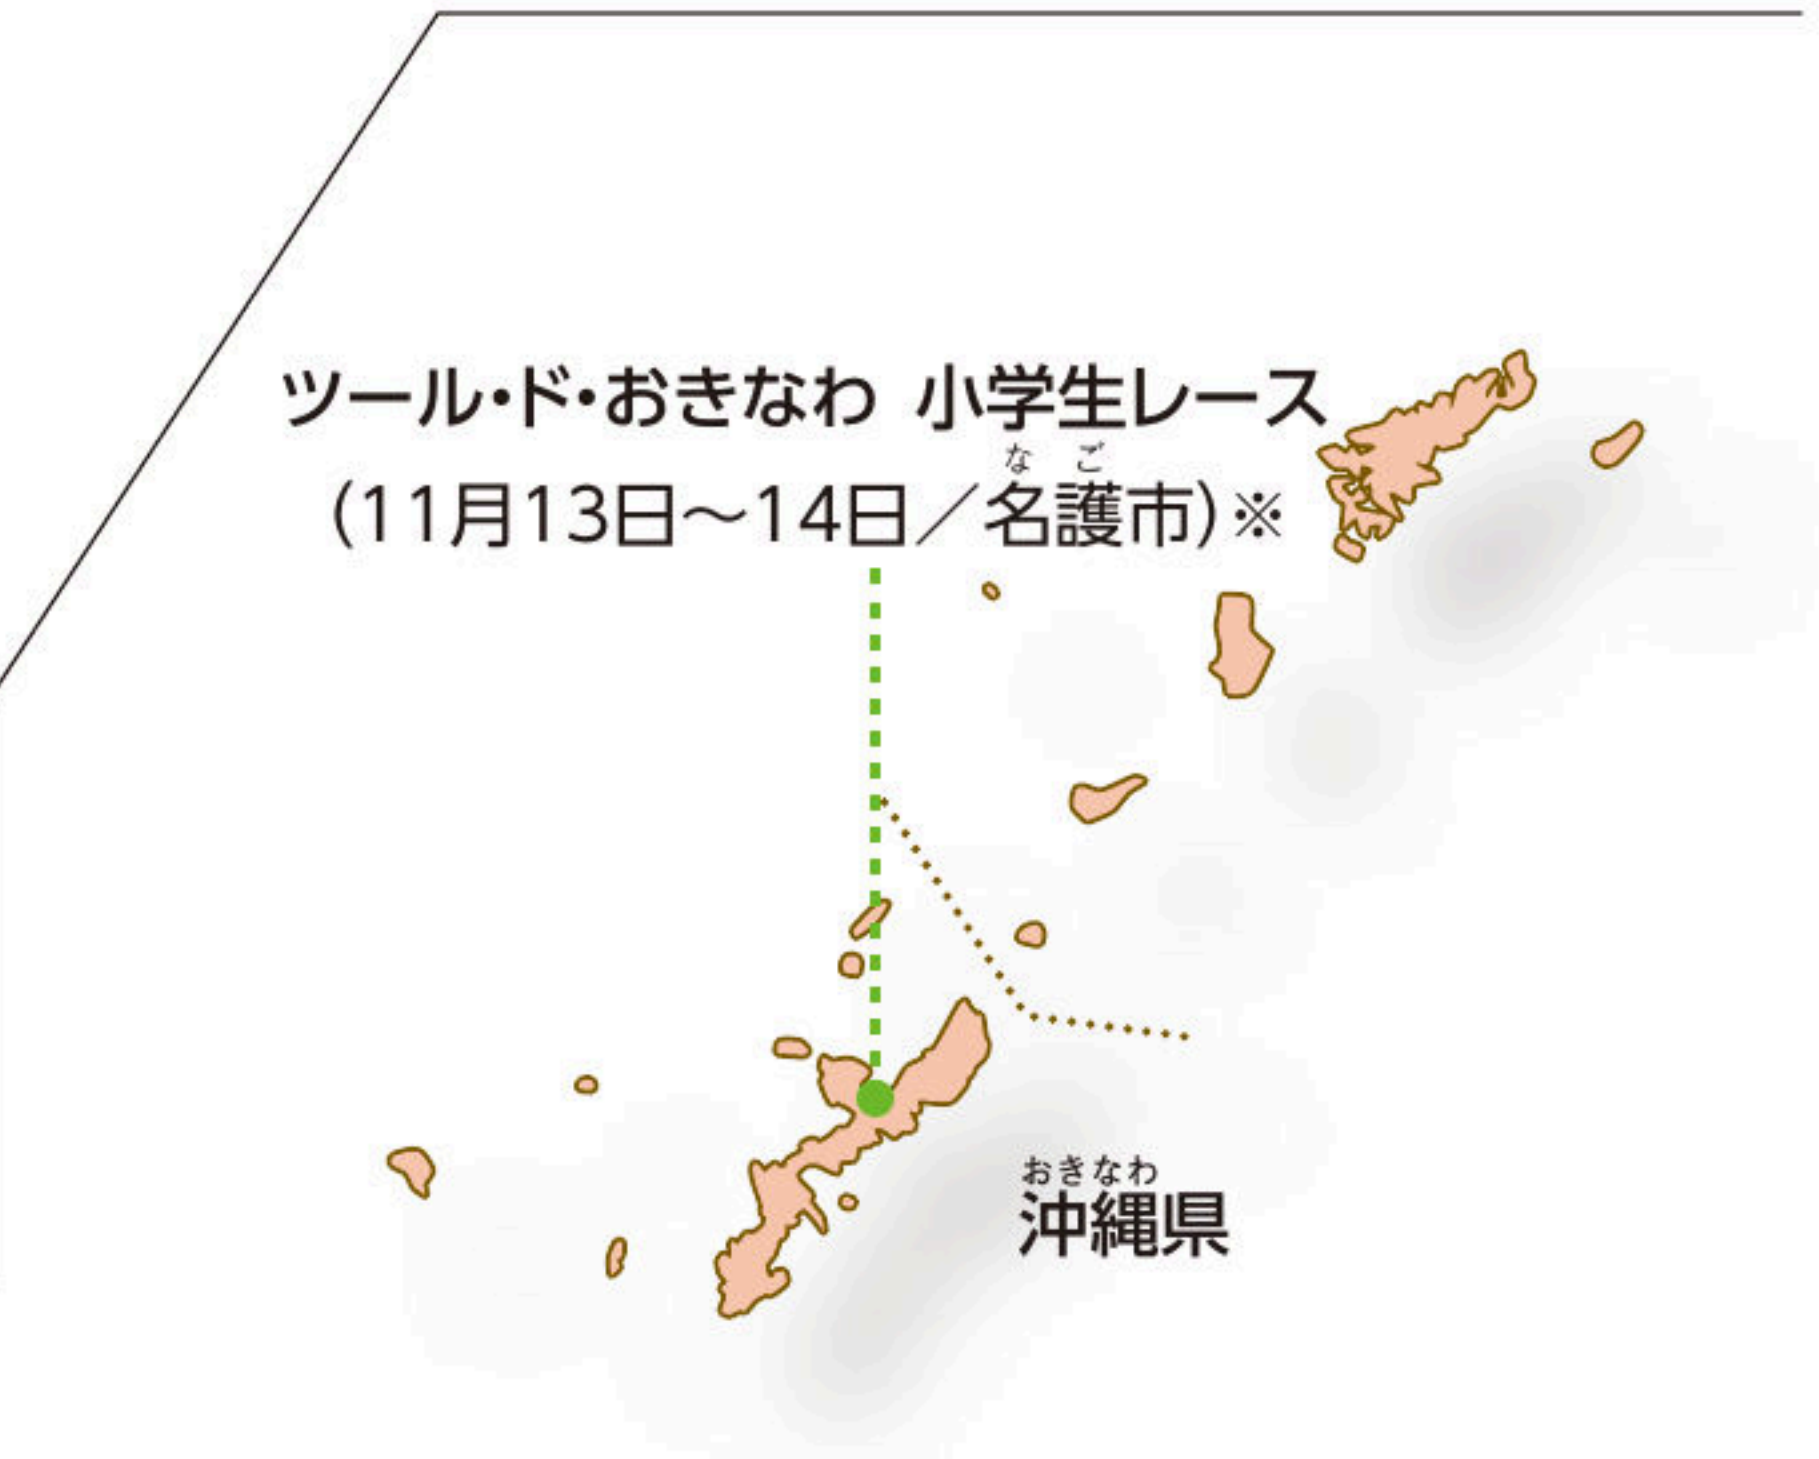 ツール・ド・おきなわ 小学生レース
なご
(11月13日〜14日／名護市)※
おきなわ
沖縄県